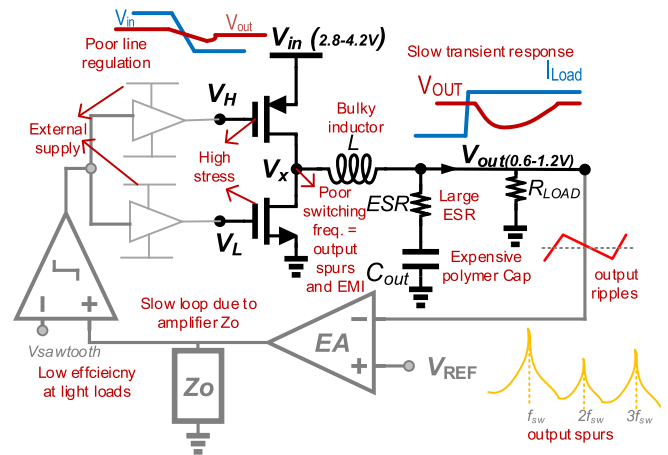 Vin
Vout
Poor line
regulation
Vin (2.8-4.2V)
Slow transient response
VOUT
ILoad
VH
External
supply
High
stress
Bulky
inductor
L
Vx
Vout(0.6-1.2V)
Poor
switching
freq. =
output
spurs
and EMI
ESR
Large
ESR
RLOAD
VL
Cout
Expensive
polymer Cap
output
ripples
Slow loop due to
amplifier Zo
Vsawtooth
Low effcieicny
at light loads
Zo
EA
VREF
fsw
2fsw
3fsw
output spurs